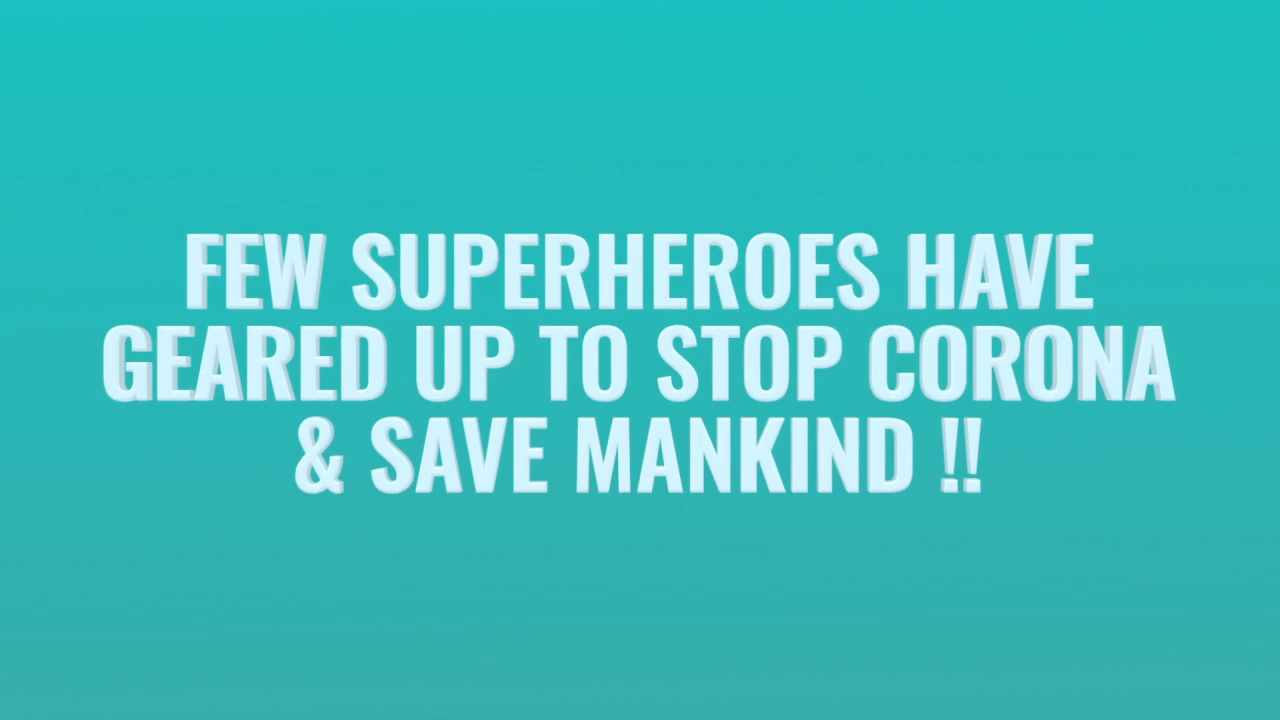 FEW SUPERHEROES HAVE
GEARED UP TO STOP CORONA
& SAVE MANKIND !!